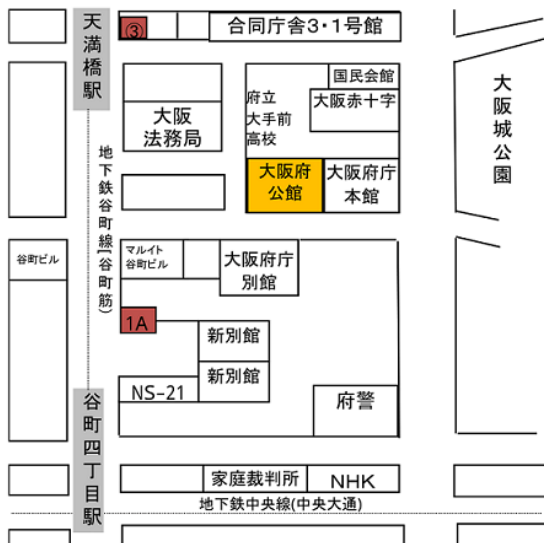 天満橋駅
③
合同庁舎3・1号館
国民会館
大阪赤十字
府立
大手前
高校
大阪
法務局
大阪城公園
大阪府
公館
大阪府庁
本館
地下鉄谷町線(谷町筋)
谷町ビル
マルイト
谷町ビル
大阪府庁
別館
1A
新別館
新別館
NS-21
府警
谷町四丁目駅
家庭裁判所
NHK
地下鉄中央線(中央大通)